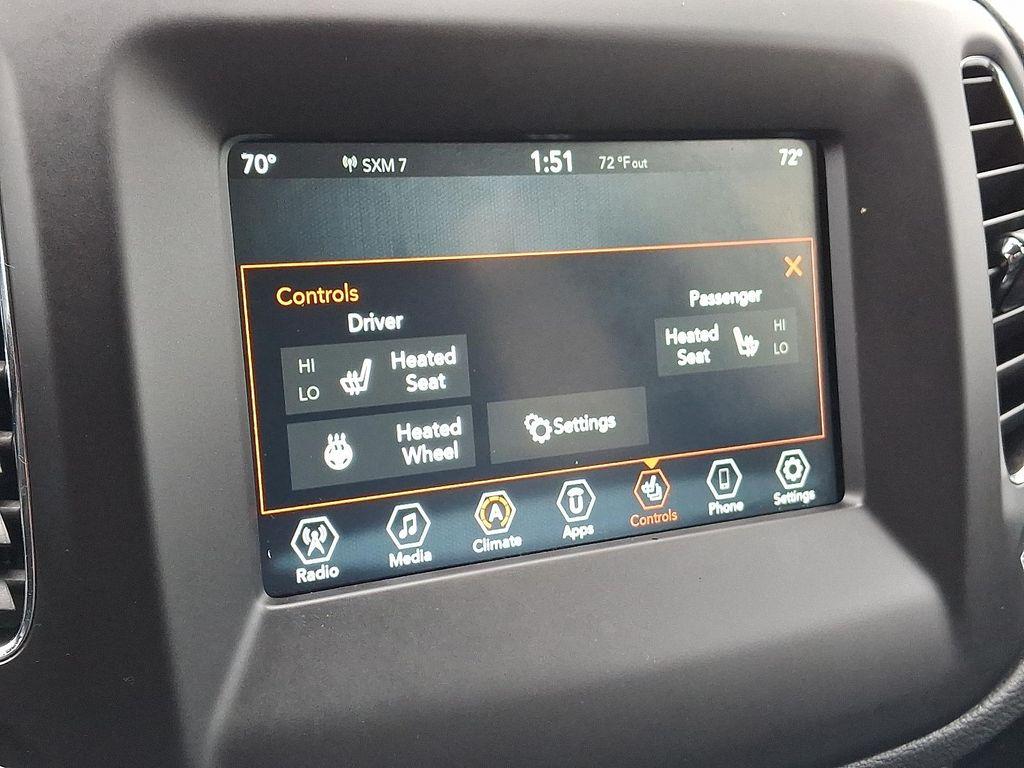 70° SXM 7 1:51 72 °F out 72°
Controls
Driver
Passenger
HI
LO
Heated
Seat
Heated
Seat
HI
LO
Heated
Wheel
Settings
Radio
Media
A
Climate
Apps
Controls
Phone
Settings